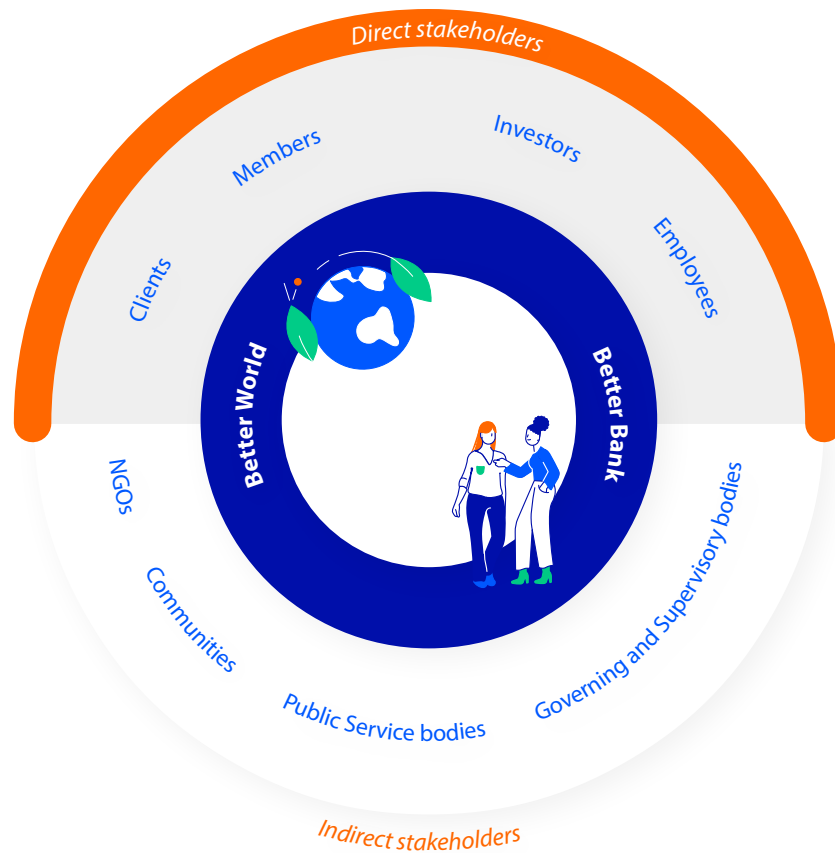 Direct stakeholders
Clients
Members
Investors
Employees
Better World
Better Bank
NGOs
Communities
Public Service bodies
Governing and Supervisory bodies
Indirect stakeholders